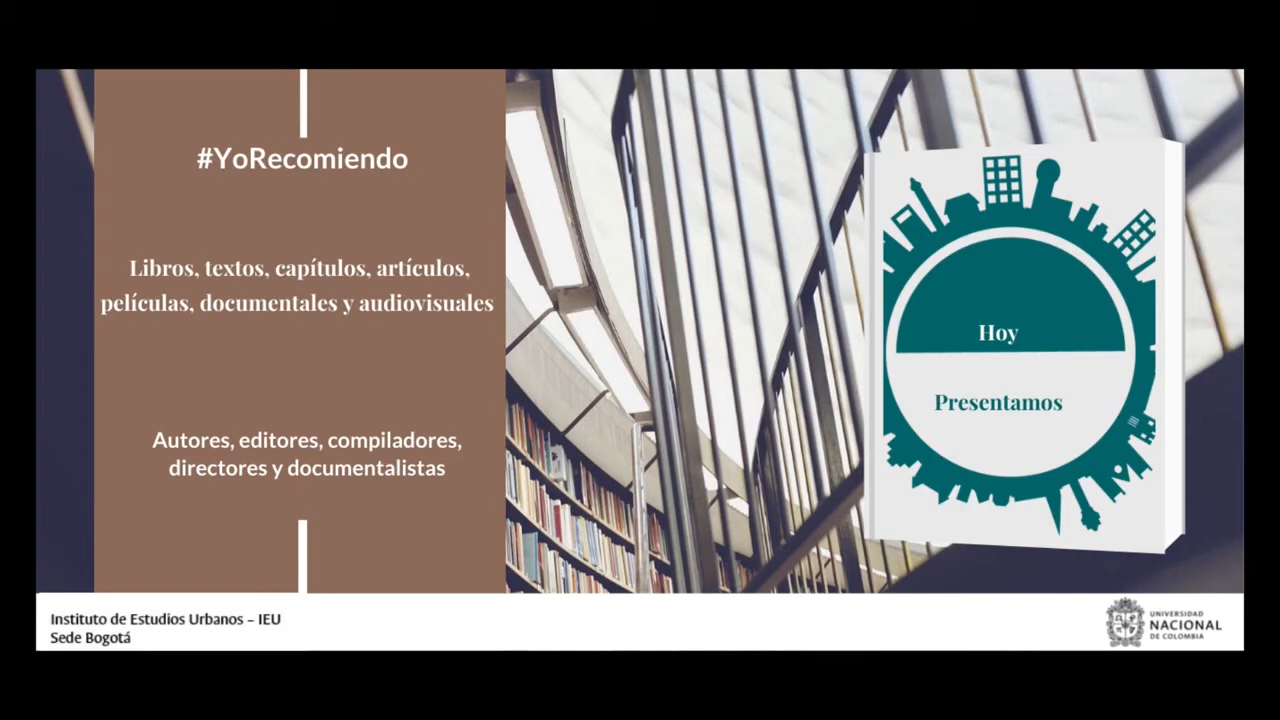 #YoRecomiendo
Libros, textos, capítulos, artículos,
películas, documentales y audiovisuales
Autores, editores, compiladores,
directores y documentalistas
Hoy
Presentamos
Instituto de Estudios Urbanos – IEU
Sede Bogotá
UNIVERSIDAD
NACIONAL
DE COLOMBIA